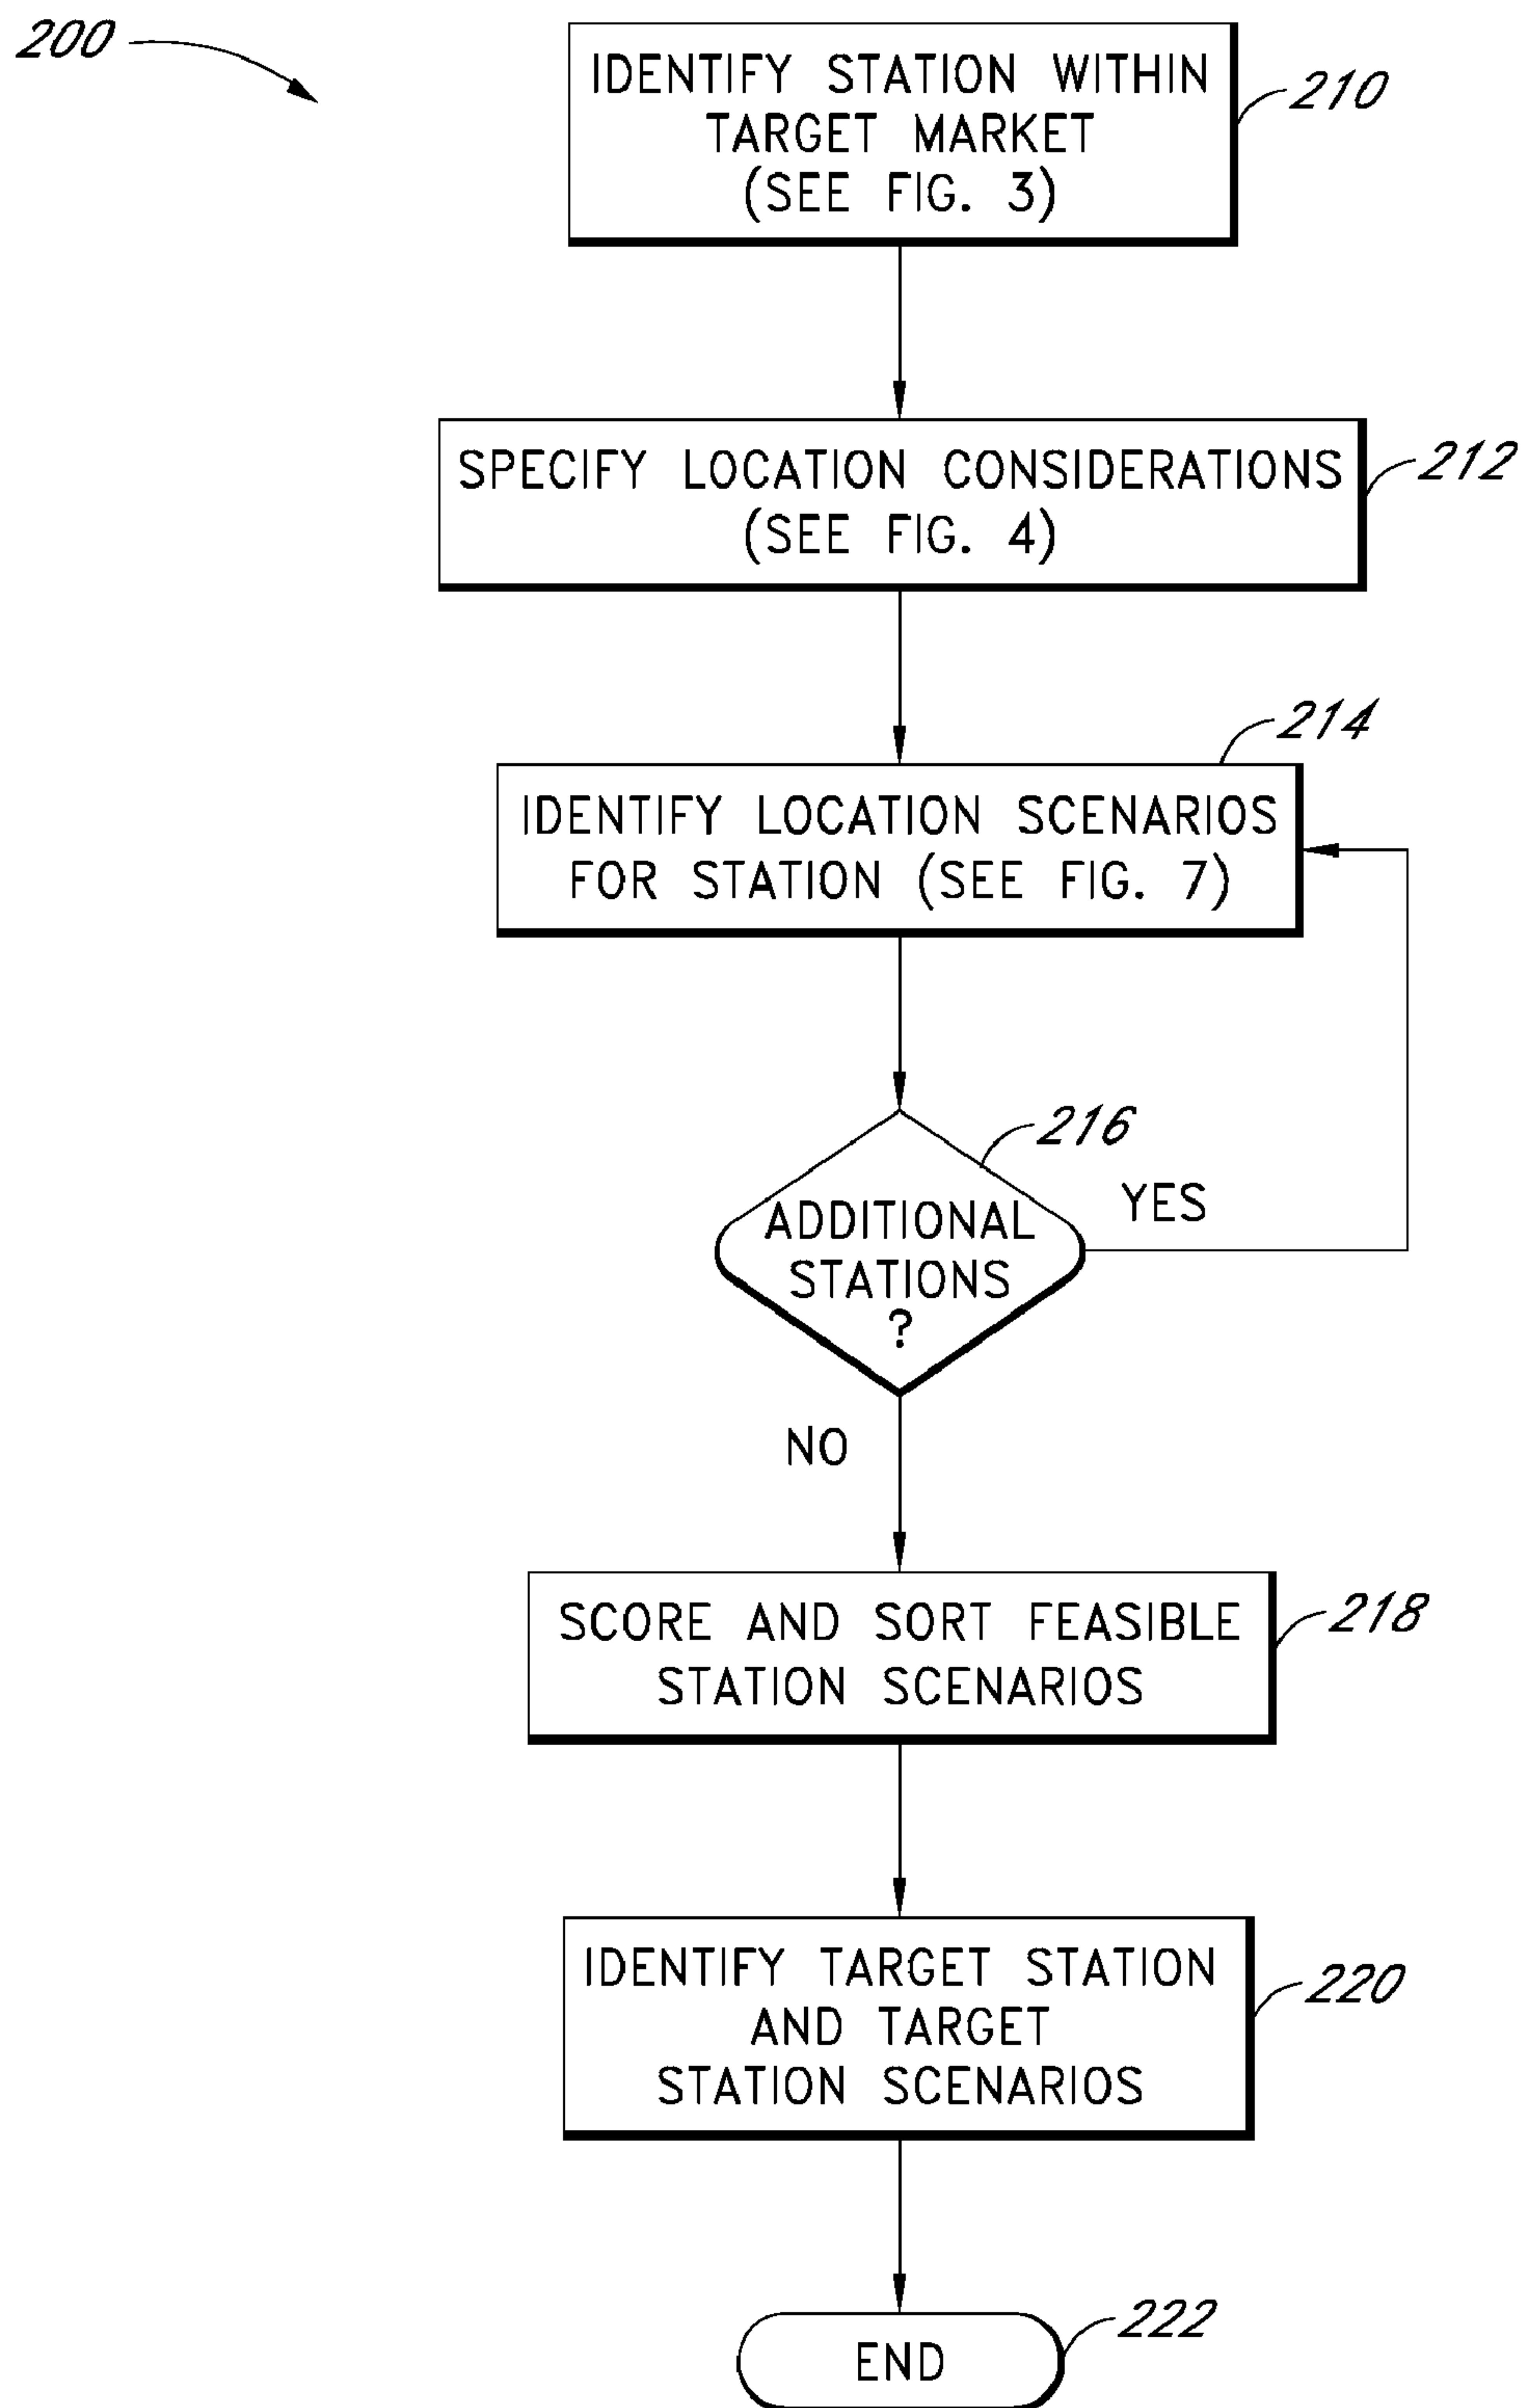 200
IDENTIFY STATION WITHIN
TARGET MARKET
(SEE FIG. 3)
210
SPECIFY LOCATION CONSIDERATIONS
(SEE FIG. 4)
212
214
IDENTIFY LOCATION SCENARIOS
FOR STATION (SEE FIG. 7)
216
YES
ADDITIONAL
STATIONS
?
NO
SCORE AND SORT FEASIBLE
STATION SCENARIOS
218
IDENTIFY TARGET STATION
AND TARGET
STATION SCENARIOS
220
222
END